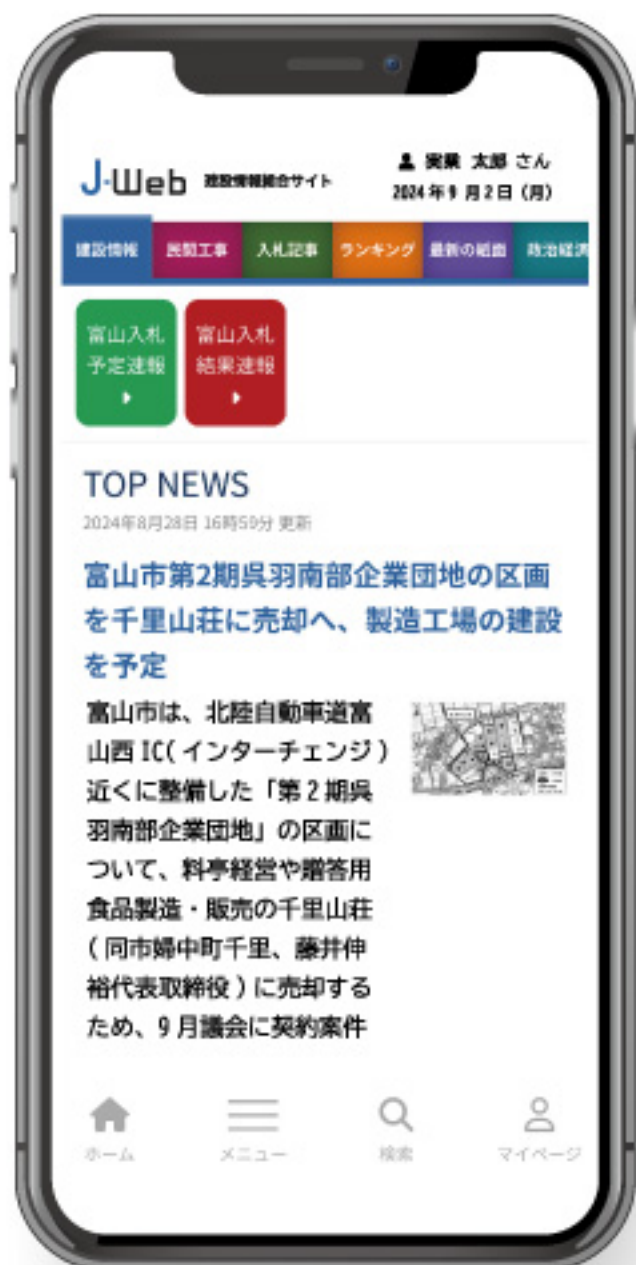 J-Web 建設情報総合サイト
実業 太郎 さん
2024年9月2日（月）
建設情報 民間工事 入札記事 ランキング 最新の紙面 政治経済
富山入札
予定速報
富山入札
結果速報
TOP NEWS
2024年8月28日 16時59分 更新
富山市第2期呉羽南部企業団地の区画
を千里山荘に売却へ、製造工場の建設
を予定
富山市は、北陸自動車道富
山西IC(インターチェンジ)
近くに整備した「第2期呉
羽南部企業団地」の区画に
ついて、料亭経営や贈答用
食品製造・販売の千里山荘
(同市婦中町千里、藤井伸
裕代表取締役)に売却する
ため、9月議会に契約案件
ホーム メニュー 検索 マイページ